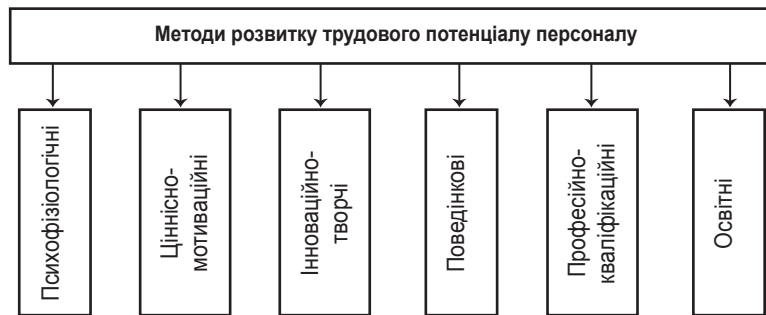 Методи розвитку трудового потенціалу персоналу
Психофізіологічні
Ціннісно-
мотиваційні
Інноваційно-
творчі
Поведінкові
Професійно-
кваліфікаційні
Освітні